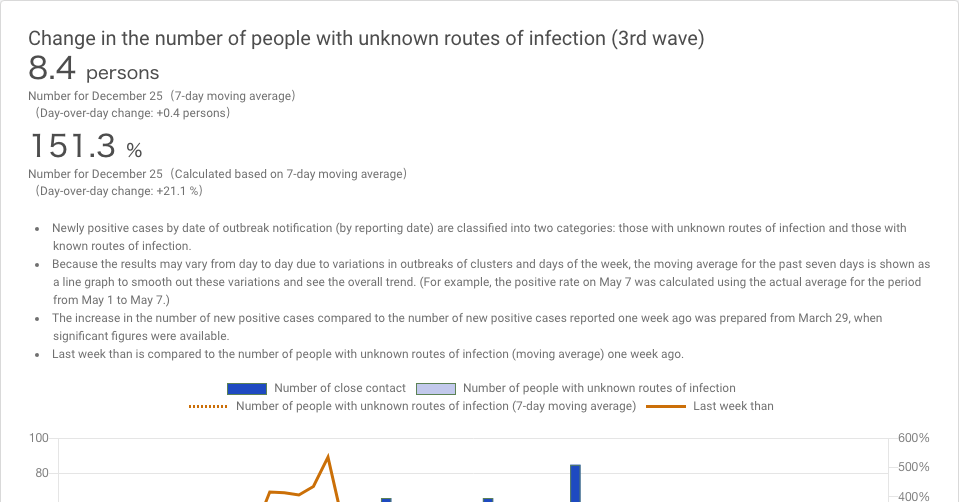 Change in the number of people with unknown routes of infection (3rd wave)
8.4 persons
Number for December 25（7-day moving average）
（Day-over-day change: +0.4 persons）
151.3 %
Number for December 25（Calculated based on 7-day moving average）
（Day-over-day change: +21.1 %）
• Newly positive cases by date of outbreak notification (by reporting date) are classified into two categories: those with unknown routes of infection and those with
known routes of infection.
• Because the results may vary from day to day due to variations in outbreaks of clusters and days of the week, the moving average for the past seven days is shown as
a line graph to smooth out these variations and see the overall trend. (For example, the positive rate on May 7 was calculated using the actual average for the period
from May 1 to May 7.)
• The increase in the number of new positive cases compared to the number of new positive cases reported one week ago was prepared from March 29, when
significant figures were available.
• Last week than is compared to the number of people with unknown routes of infection (moving average) one week ago.
Number of close contact Number of people with unknown routes of infection
Number of people with unknown routes of infection (7-day moving average) Last week than
100 600%
500%
80
400%